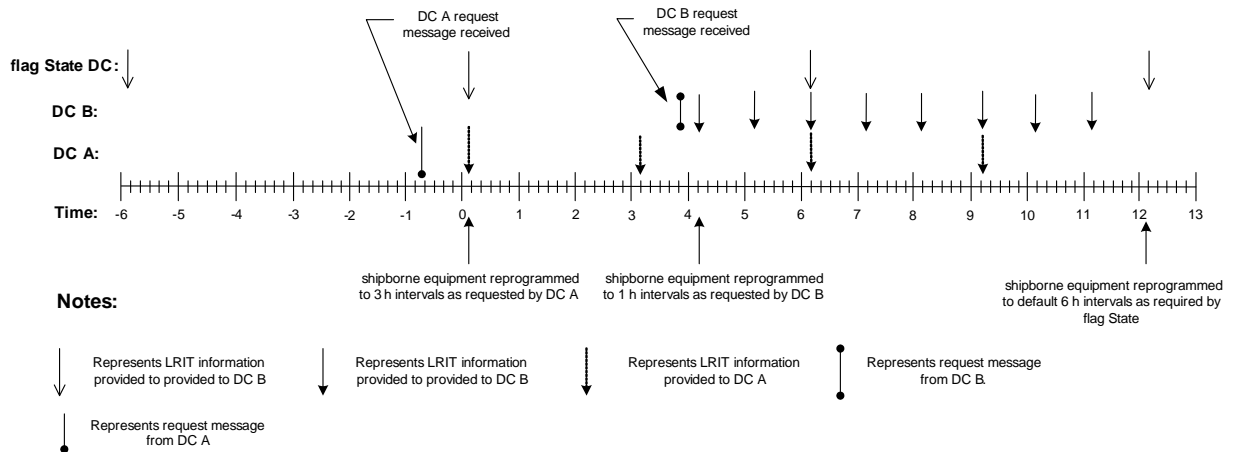 DC A request
message received
DC B request
message received
flag State DC:
DC B:
DC A:
Time:
-6 -5 -4 -3 -2 -1 0 1 2 3 4 5 6 7 8 9 10 11 12 13
shipborne equipment reprogrammed
to 3 h intervals as requested by DC A
shipborne equipment reprogrammed
to 1 h intervals as requested by DC B
shipborne equipment reprogrammed
to default 6 h intervals as required by
flag State
Notes:
Represents LRIT information
provided to provided to DC B
Represents LRIT information
provided to provided to DC B
Represents LRIT information
provided to DC A
Represents request message
from DC B.
Represents request message
from DC A